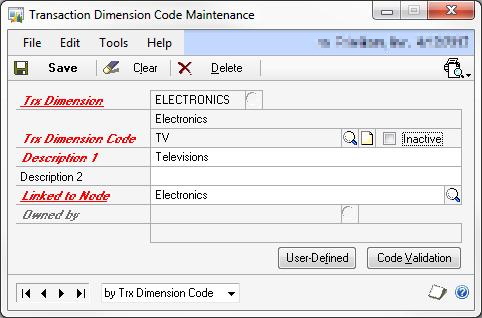 Transaction Dimension Code Maintenance
File Edit Tools Help
Save Clear Delete
Trx Dimension ELECTRONICS
Electronics
Trx Dimension Code TV Inactive
Description 1 Televisions
Description 2
Linked to Node Electronics
Owned by
User-Defined Code Validation
by Trx Dimension Code